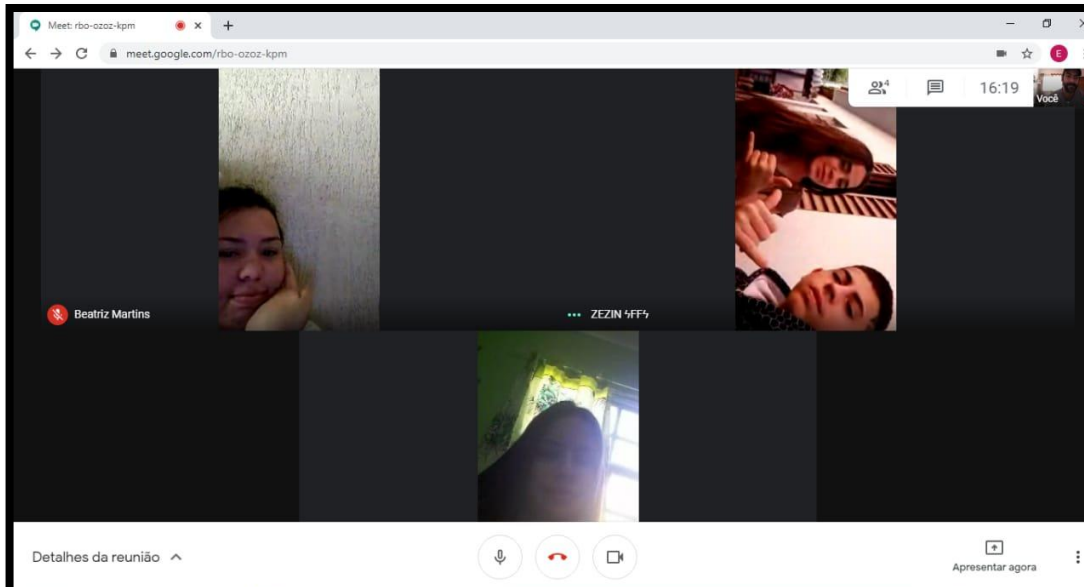 Meet: rbo-ozoz-kpm
meet.google.com/rbo-ozoz-kpm
E
4
16:19
Você
Beatriz Martins
ZEZIN ϟFFϟ
Detalhes da reunião
Apresentar agora